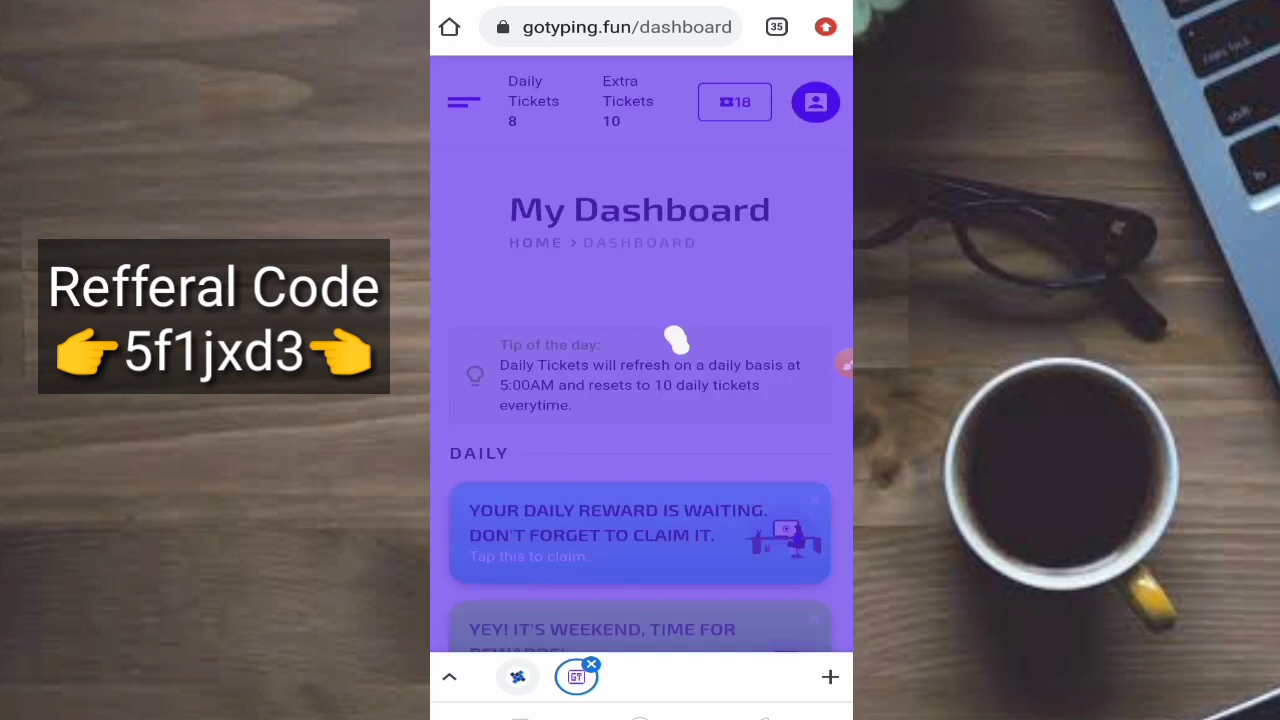 gotyping.fun/dashboard
35
Daily
Tickets
8
Extra
Tickets
10
18
My Dashboard
HOME > DASHBOARD
Refferal Code
👉5f1jxd3👈
Tip of the day:
Daily Tickets will refresh on a daily basis at
5:00AM and resets to 10 daily tickets
everytime.
DAILY
YOUR DAILY REWARD IS WAITING.
DON'T FORGET TO CLAIM IT.
Tap this to claim.
YEY! IT'S WEEKEND, TIME FOR
REWARDS!
GT
shift